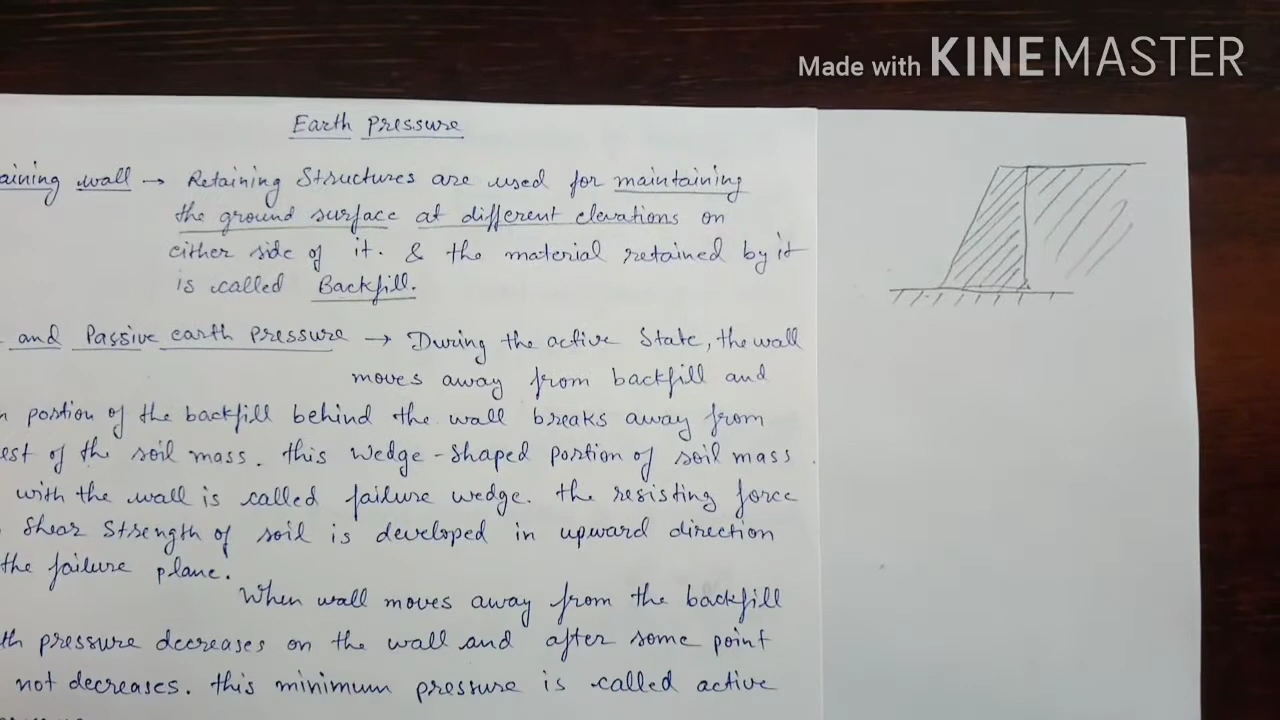 Made with KINEMASTER
Earth Pressure
aining wall → Retaining Structures are used for maintaining
the ground surface at different elevations on
either side of it. & the material retained by it
is called Backfill.
and Passive earth pressure → During the active State, the wall
moves away from backfill and
n portion of the backfill behind the wall breaks away from
est of the soil mass. this wedge-shaped portion of soil mass
with the wall is called failure wedge. the resisting force
Shear Strength of soil is developed in upward direction
the failure plane.
When wall moves away from the backfill
th pressure decreases on the wall and after some point
not decreases. this minimum pressure is called active